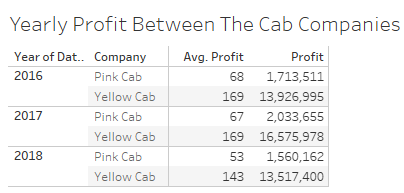 Yearly Profit Between The Cab Companies
Year of Dat.. Company Avg. Profit Profit
2016 Pink Cab 68 1,713,511
Yellow Cab 169 13,926,995
2017 Pink Cab 67 2,033,655
Yellow Cab 169 16,575,978
2018 Pink Cab 53 1,560,162
Yellow Cab 143 13,517,400